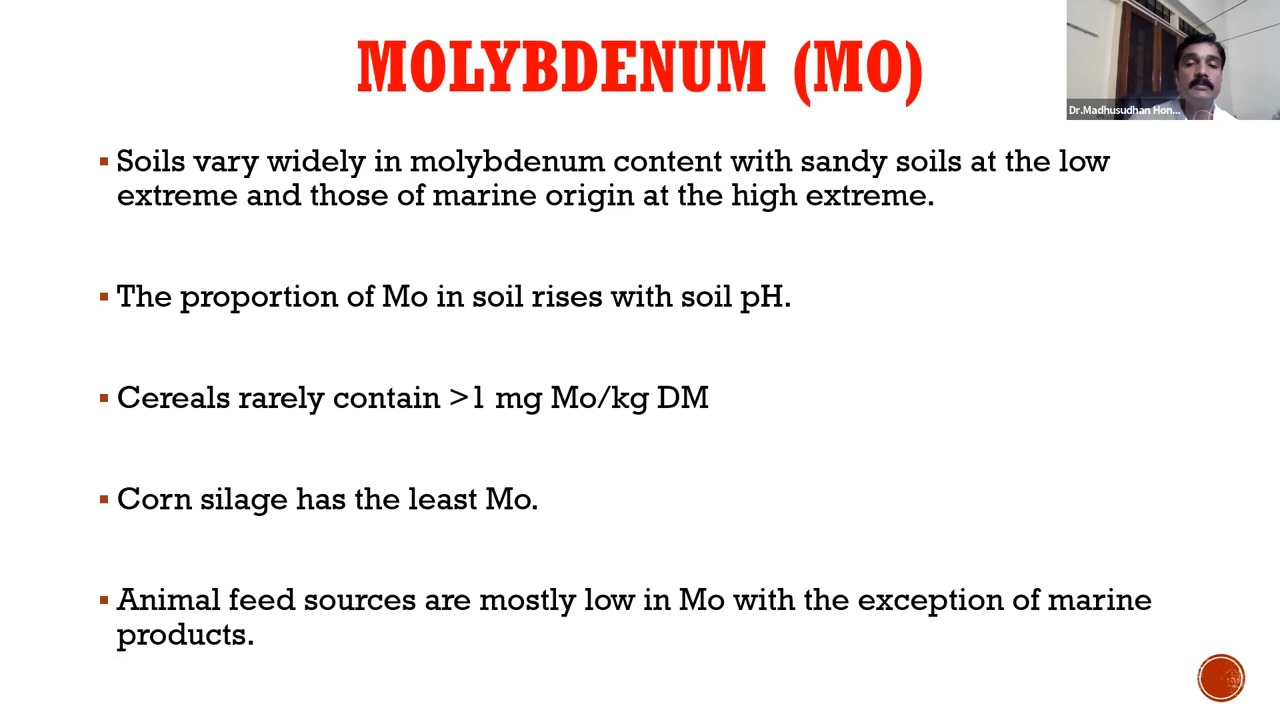 MOLYBDENUM (MO)
Dr.Madhusudhan Hon...
▪ Soils vary widely in molybdenum content with sandy soils at the low
extreme and those of marine origin at the high extreme.
▪ The proportion of Mo in soil rises with soil pH.
▪ Cereals rarely contain >1 mg Mo/kg DM
▪ Corn silage has the least Mo.
▪ Animal feed sources are mostly low in Mo with the exception of marine
products.